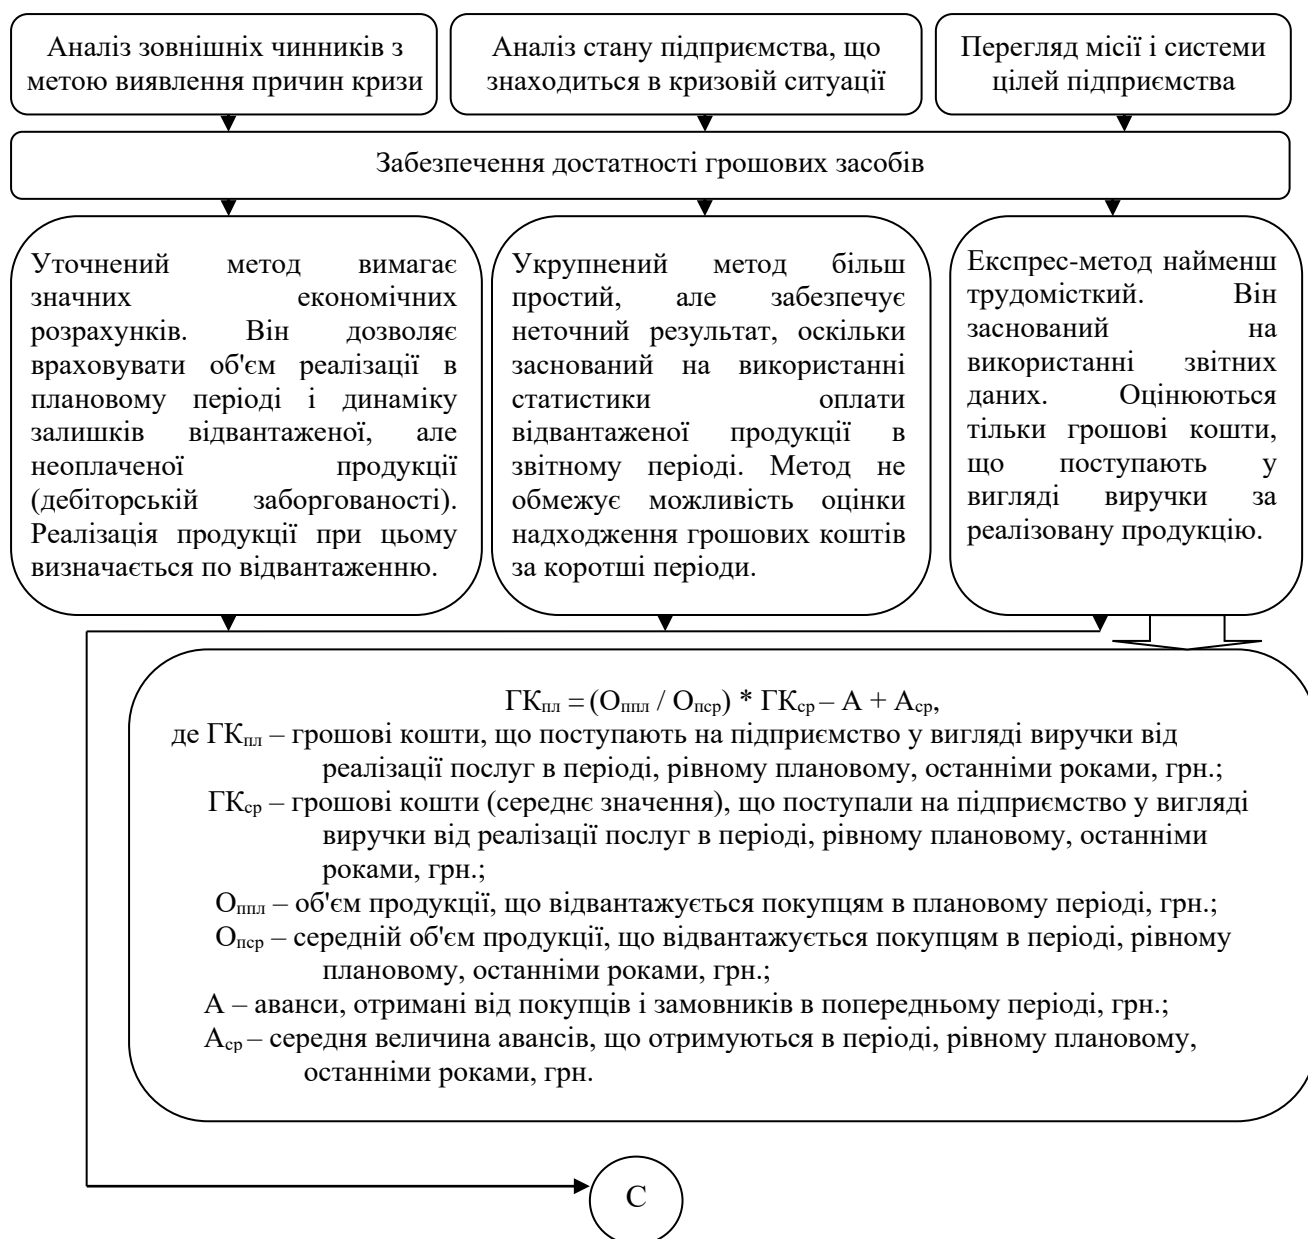 Аналіз зовнішніх чинників з
метою виявлення причин кризи
Аналіз стану підприємства, що
знаходиться в кризовій ситуації
Перегляд місії і системи
цілей підприємства
Забезпечення достатності грошових засобів
Уточнений метод вимагає
значних економічних
розрахунків. Він дозволяє
враховувати об'єм реалізації в
плановому періоді і динаміку
залишків відвантаженої, але
неоплаченої продукції
(дебіторській заборгованості).
Реалізація продукції при цьому
визначається по відвантаженню.
Укрупнений метод більш
простий, але забезпечує
неточний результат, оскільки
заснований на використанні
статистики оплати
відвантаженої продукції в
звітному періоді. Метод не
обмежує можливість оцінки
надходження грошових коштів
за коротші періоди.
Експрес-метод найменш
трудомісткий. Він
заснований на
використанні звітних
даних. Оцінюються
тільки грошові кошти,
що поступають у
вигляді виручки за
реалізовану продукцію.
ГКпл = (Оппл / Опср) * ГКср – А + Аср,
де ГКпл – грошові кошти, що поступають на підприємство у вигляді виручки від
реалізації послуг в періоді, рівному плановому, останніми роками, грн.;
ГКср – грошові кошти (середнє значення), що поступали на підприємство у вигляді
виручки від реалізації послуг в періоді, рівному плановому, останніми
роками, грн.;
Оппл – об'єм продукції, що відвантажується покупцям в плановому періоді, грн.;
Опср – середній об'єм продукції, що відвантажується покупцям в періоді, рівному
плановому, останніми роками, грн.;
А – аванси, отримані від покупців і замовників в попередньому періоді, грн.;
Аср – середня величина авансів, що отримуються в періоді, рівному плановому,
останніми роками, грн.
С